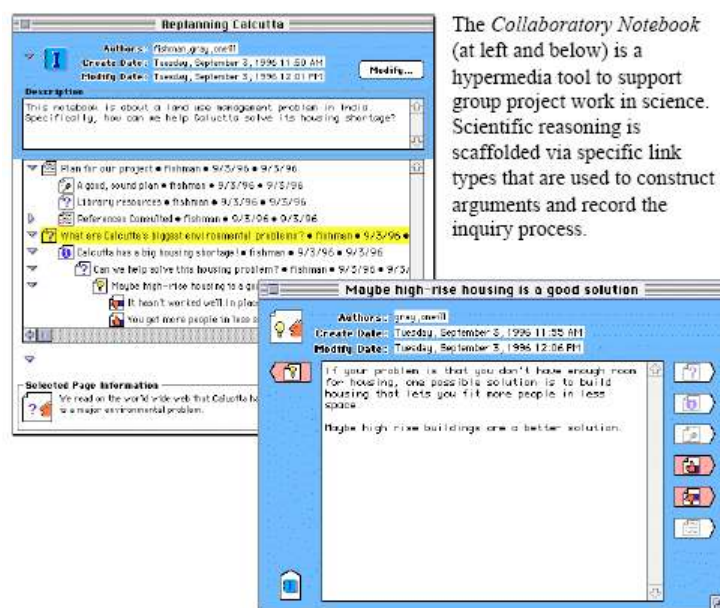 Replanning Calcutta
Authors: fishman, gray, oneill
Create Date: Tuesday, September 3, 1996 11:50 AM
Modify Date: Tuesday, September 3, 1996 12:01 PM
Modify...
Description
This notebook is about a land use management problem in India.
Specifically, how can we help Calcutta solve its housing shortage?
Plan for our project • fishman • 9/3/96 • 9/3/96
A good, sound plan • fishman • 9/3/96 • 9/3/96
Library resources • fishman • 9/3/96 • 9/3/96
References Consulted • fishman • 9/3/96 • 9/3/96
What are Calcutta's biggest environmental problems? • fishman • 9/3/96 •
Calcutta has a big housing shortage! • fishman • 9/3/96 • 9/3/96
Can we help solve this housing problem? • fishman • 9/3/96 • 9/3/
Maybe high-rise housing is a
It hasn't worked well in
You get more people in less
Selected Page Information
We read on the world wide web that Calcutta
is a major environmental problem.
The Collaboratory Notebook
(at left and below) is a
hypermedia tool to support
group project work in science.
Scientific reasoning is
scaffolded via specific link
types that are used to construct
arguments and record the
inquiry process.
Maybe high-rise housing is a good solution
Authors: gray, oneill
Create Date: Tuesday, September 3, 1996 11:55 AM
Modify Date: Tuesday, September 3, 1996 12:06 PM
If your problem is that you don't have enough room
for housing, one possible solution is to build
housing that lets you fit more people in less
space.
Maybe high rise buildings are a better solution.